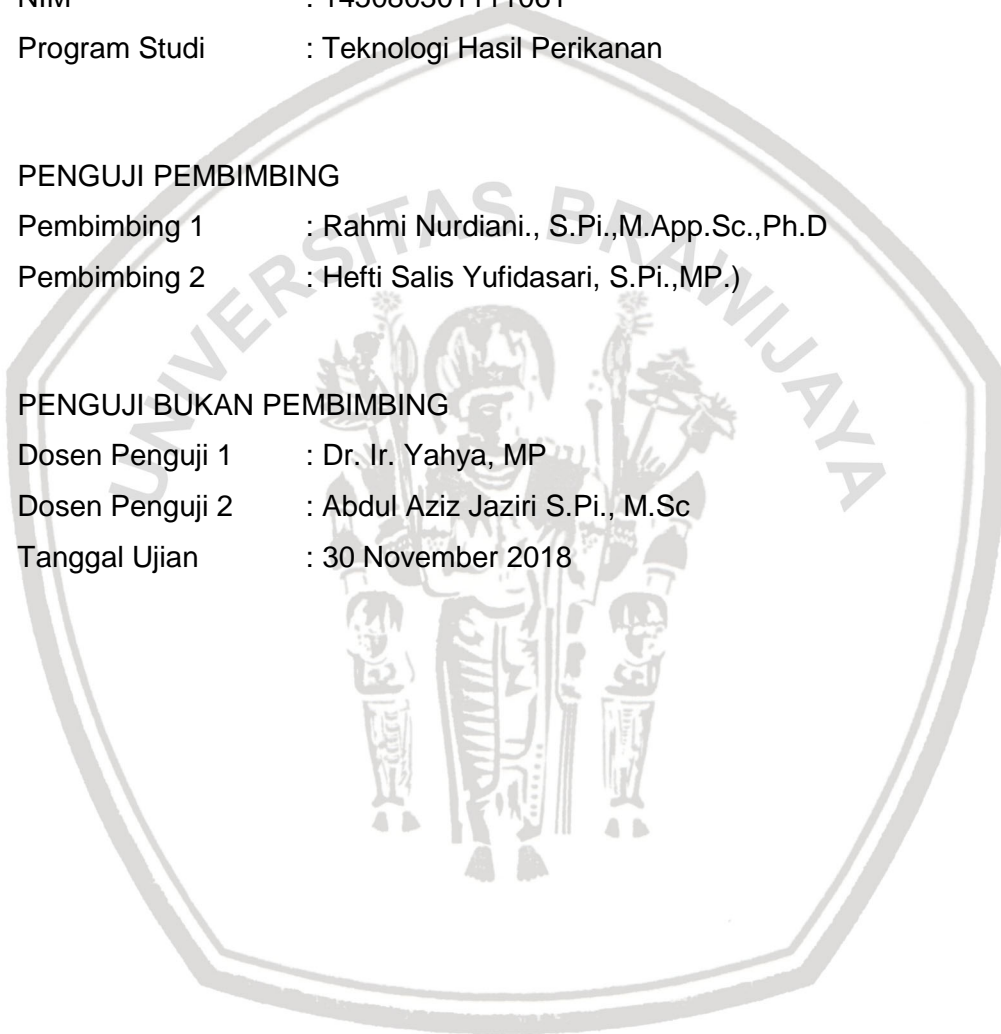 Program Studi : Teknologi Hasil Perikanan
PENGUJI PEMBIMBING
Pembimbing 1 : Rahmi Nurdiani., S.Pi.,M.App.Sc.,Ph.D
Pembimbing 2 : Hefti Salis Yufidasari, S.Pi.,MP.)
PENGUJI BUKAN PEMBIMBING
Dosen Penguji 1 : Dr. Ir. Yahya, MP
Dosen Penguji 2 : Abdul Aziz Jaziri S.Pi., M.Sc
Tanggal Ujian : 30 November 2018
UNIVERSITAS BRAWIJAYA